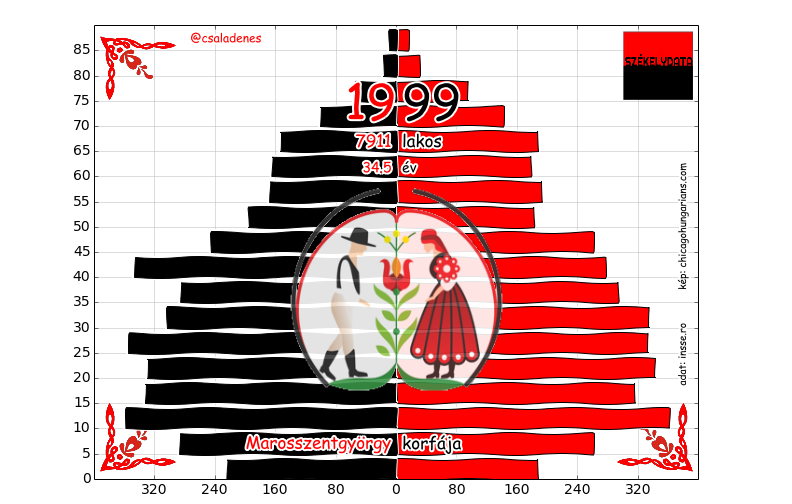 @csaladenes
SZÉKELYDATA
1999
7911 lakos
34.5 év
kép: chicagohungarians.com
adat: insse.ro
Marosszentgyörgy korfája
85
80
75
70
65
60
55
50
45
40
35
30
25
20
15
10
5
0
320 240 160 80 0 80 160 240 320